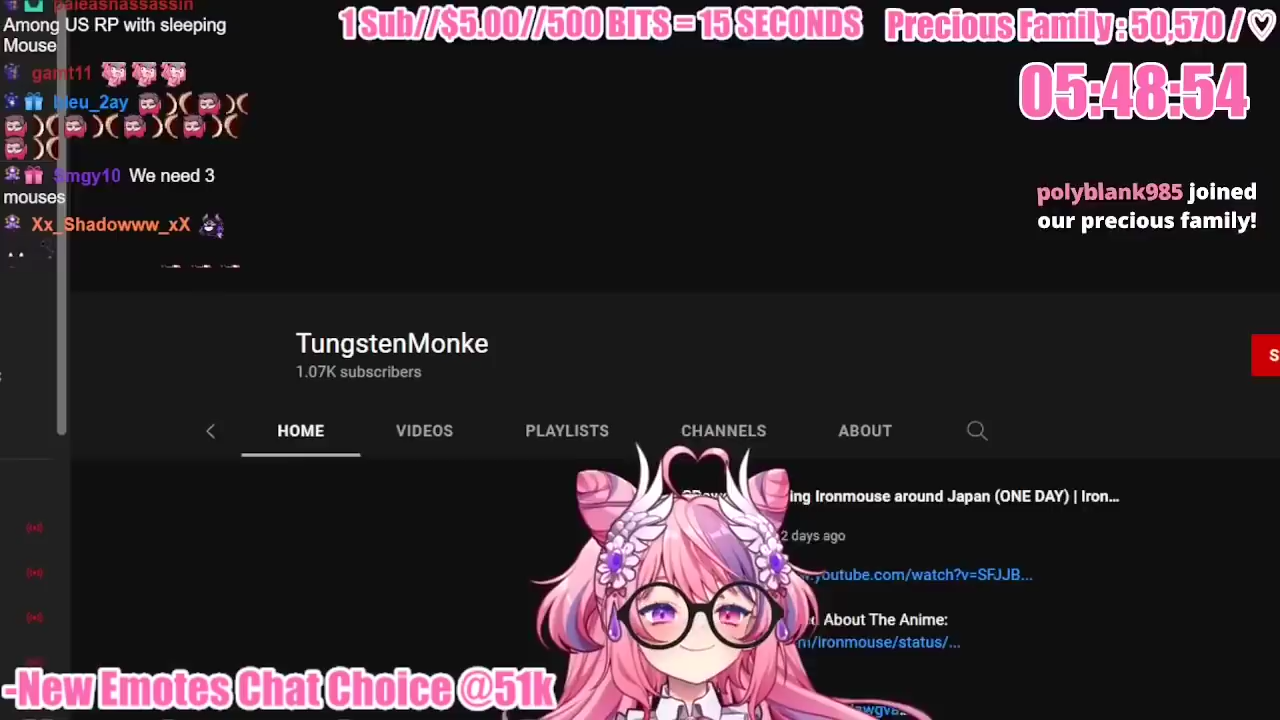 paleashassassin
Among US RP with sleeping
Mouse
gamt11
bleu_2ay
Smgy10 We need 3
mouses
Xx_Shadowww_xX
1 Sub//$5.00//500 BITS = 15 SECONDS
Precious Family : 50,570 / ♡
05:48:54
polyblank985 joined
our precious family!
TungstenMonke
1.07K subscribers
HOME VIDEOS PLAYLISTS CHANNELS ABOUT
ing Ironmouse around Japan (ONE DAY) | Iron...
2 days ago
.youtube.com/watch?v=SFJJB...
About The Anime:
/ironmouse/status/...
-New Emotes Chat Choice @51k